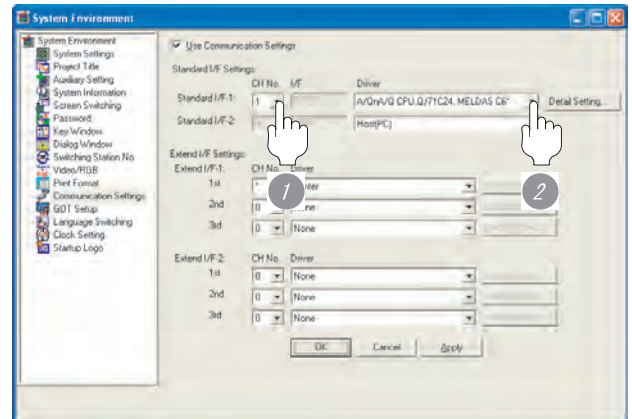 System Environment
System Environment
System Settings
Project Title
Auxiliary Setting
System Information
Screen Switching
Password
Key Window
Dialog Window
Switching Station No.
Video/RGB
Print Format
Communication Settings
GOT Setup
Language Switching
Clock Setting
Startup Logo
Use Communication Settings
Standard I/F Settings
CH No. I/F Driver
Standard I/F-1: 1 A/QnA/Q CPU,QJ71C24, MELDAS C6* Detail Setting...
Standard I/F-2: Host(PC)
Extend I/F Settings
Extend I/F-1: CH No. Driver
1st *
2nd 0
3rd 0 None
Extend I/F-2: CH No. Driver
1st 0 None
2nd 0 None
3rd 0 None
OK Cancel Apply
1
2